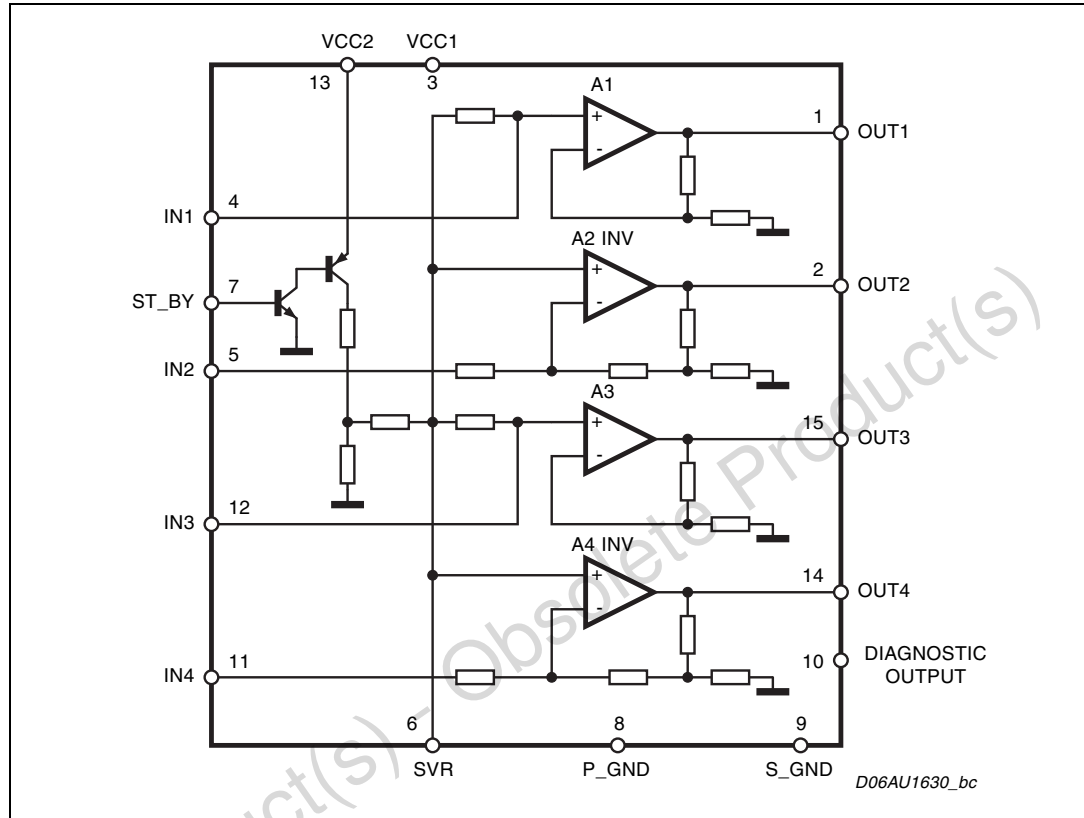 VCC2 VCC1
13 3
A1
+
-
1 OUT1
4
IN1
A2 INV
+
-
2 OUT2
7
ST_BY
5
IN2
A3
+
-
15 OUT3
12
IN3
A4 INV
+
-
14 OUT4
11
IN4
10 DIAGNOSTIC
OUTPUT
6 8 9
SVR P_GND S_GND
D06AU1630_bc
uct(s) - Obsolete Product(s)